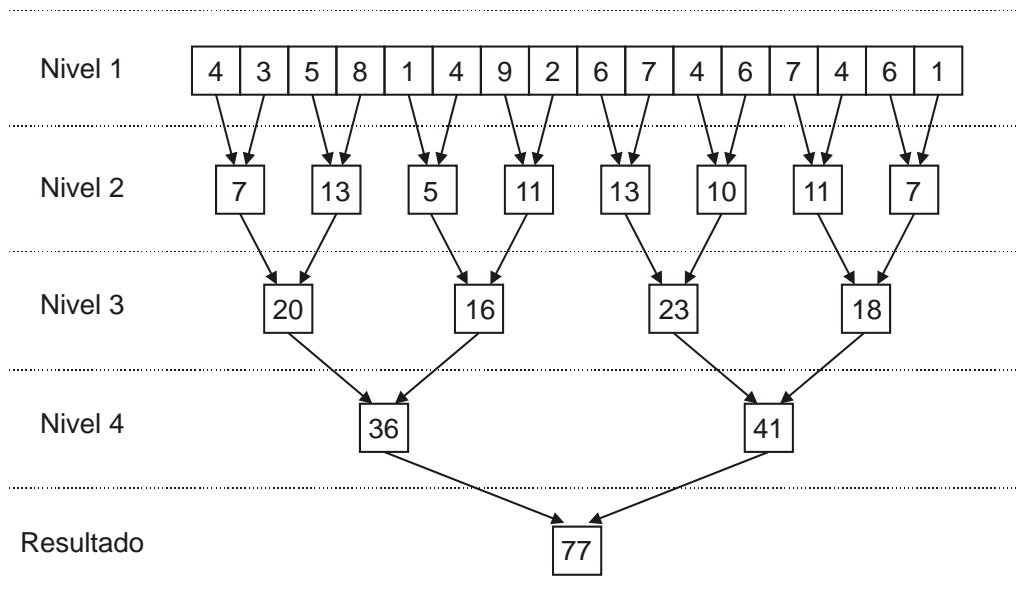 Nivel 1 4 3 5 8 1 4 9 2 6 7 4 6 7 4 6 1
Nivel 2 7 13 5 11 13 10 11 7
Nivel 3 20 16 23 18
Nivel 4 36 41
Resultado 77